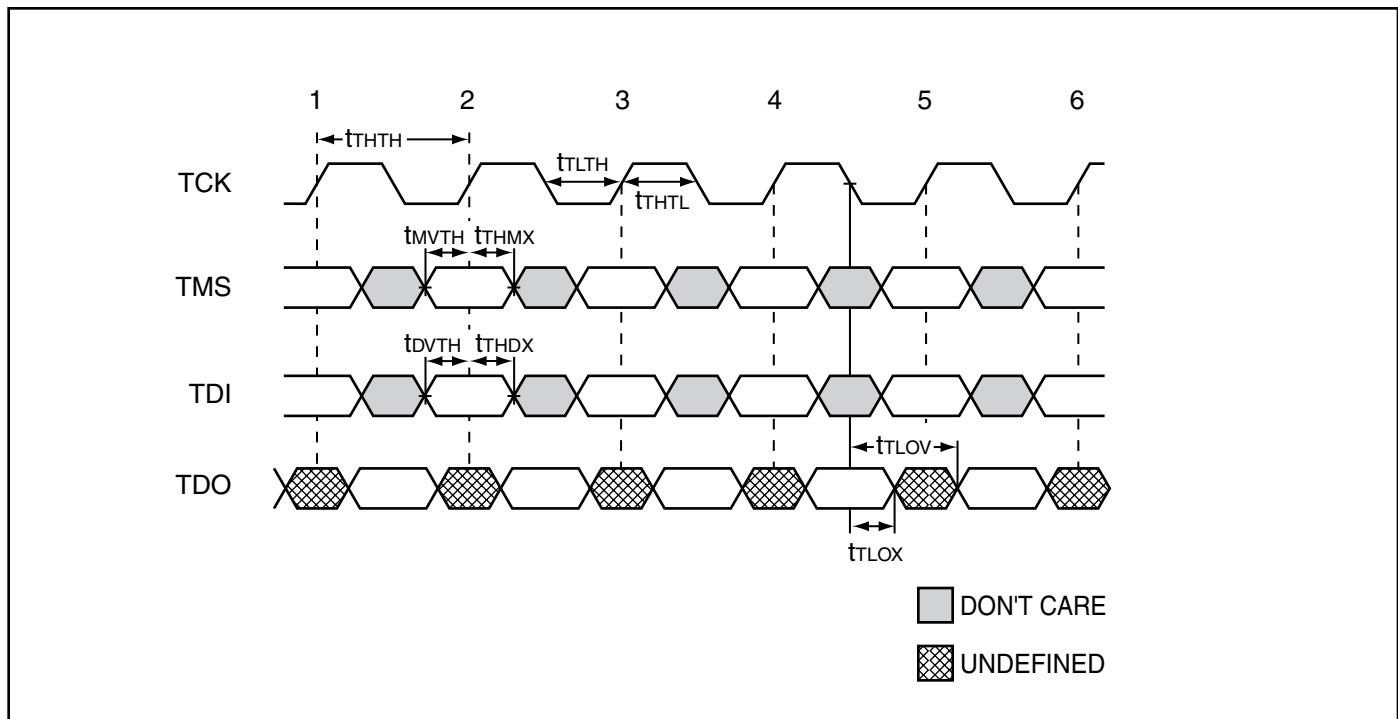 1 2 3 4 5 6
tTHTH
TCK
tTLTH
tTHTL
tMVTH tTHMX
TMS
tDVTH tTHDX
TDI
tTLOV
TDO
tTLOX
DON'T CARE
UNDEFINED